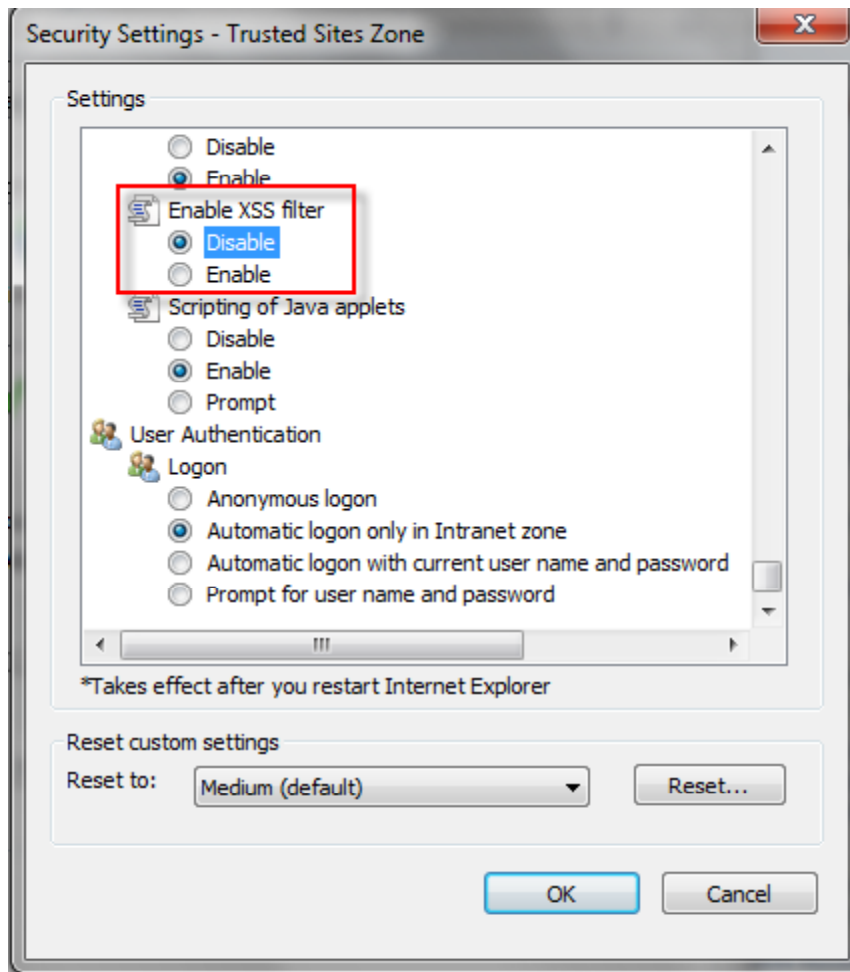 Security Settings - Trusted Sites Zone
Settings
Disable
Enable
Enable XSS filter
Disable
Enable
Scripting of Java applets
Disable
Enable
Prompt
User Authentication
Logon
Anonymous logon
Automatic logon only in Intranet zone
Automatic logon with current user name and password
Prompt for user name and password
*Takes effect after you restart Internet Explorer
Reset custom settings
Reset to: Medium (default) Reset...
OK Cancel